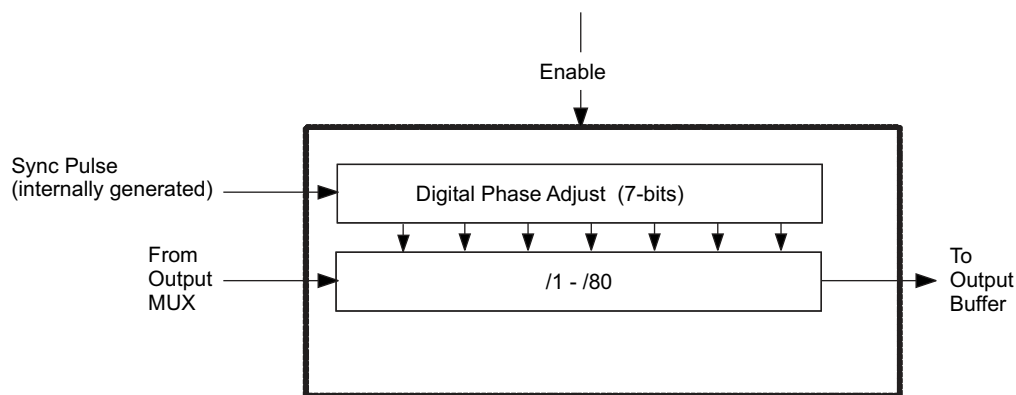 Enable
Sync Pulse
(internally generated)
Digital Phase Adjust (7-bits)
From
Output
MUX
/1 - /80
To
Output
Buffer